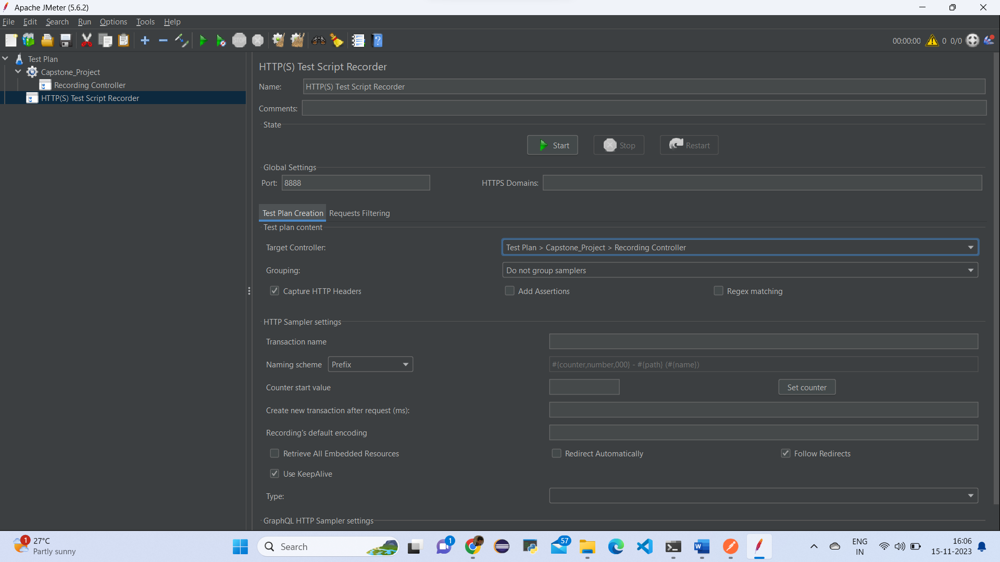 Apache JMeter (5.6.2)
File Edit Search Run Options Tools Help
STOP
00:00:00 0 0/0
Test Plan
Capstone_Project
Recording Controller
HTTP(S) Test Script Recorder
HTTP(S) Test Script Recorder
Name: HTTP(S) Test Script Recorder
Comments:
State
Start Stop Restart
Global Settings
Port: 8888 HTTPS Domains:
Test Plan Creation Requests Filtering
Test plan content
Target Controller: Test Plan > Capstone_Project > Recording Controller
Grouping: Do not group samplers
Capture HTTP Headers Add Assertions Regex matching
HTTP Sampler settings
Transaction name
Naming scheme Prefix #{counter,number,000} - #{path} (#{name})
Counter start value Set counter
Create new transaction after request (ms):
Recording's default encoding
Retrieve All Embedded Resources Redirect Automatically Follow Redirects
Use KeepAlive
Type:
GraphQL HTTP Sampler settings
1 27°C
Partly sunny
Search
1
57
ENG
IN
16:06
15-11-2023